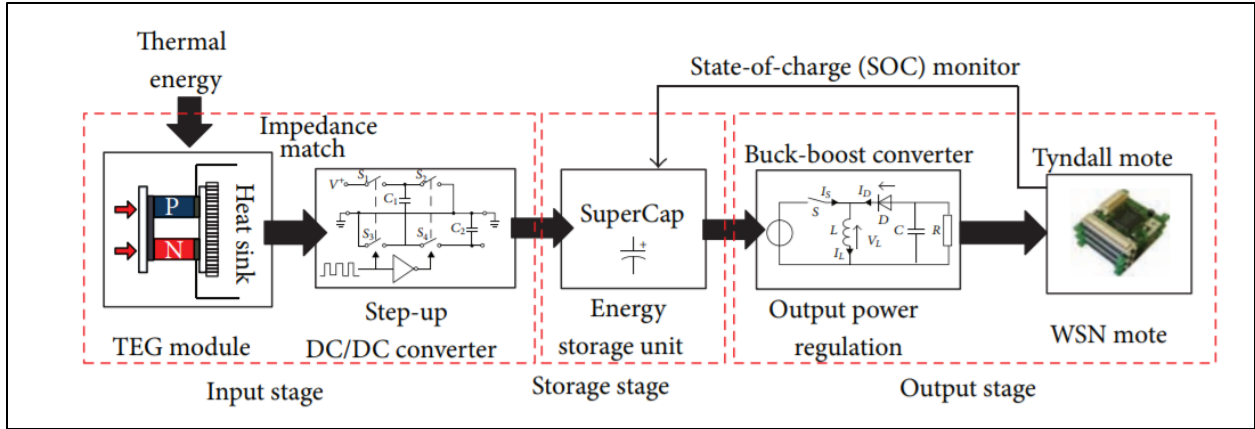 Thermal
energy
State-of-charge (SOC) monitor
Impedance
match
Buck-boost converter
Tyndall mote
P
N
Heat sink
V+
S1
S2
C1
C2
S3
S4
SuperCap
+
IS
S
ID
D
L
VL
IL
C
R
TEG module
Step-up
DC/DC converter
Energy
storage unit
Output power
regulation
WSN mote
Input stage
Storage stage
Output stage